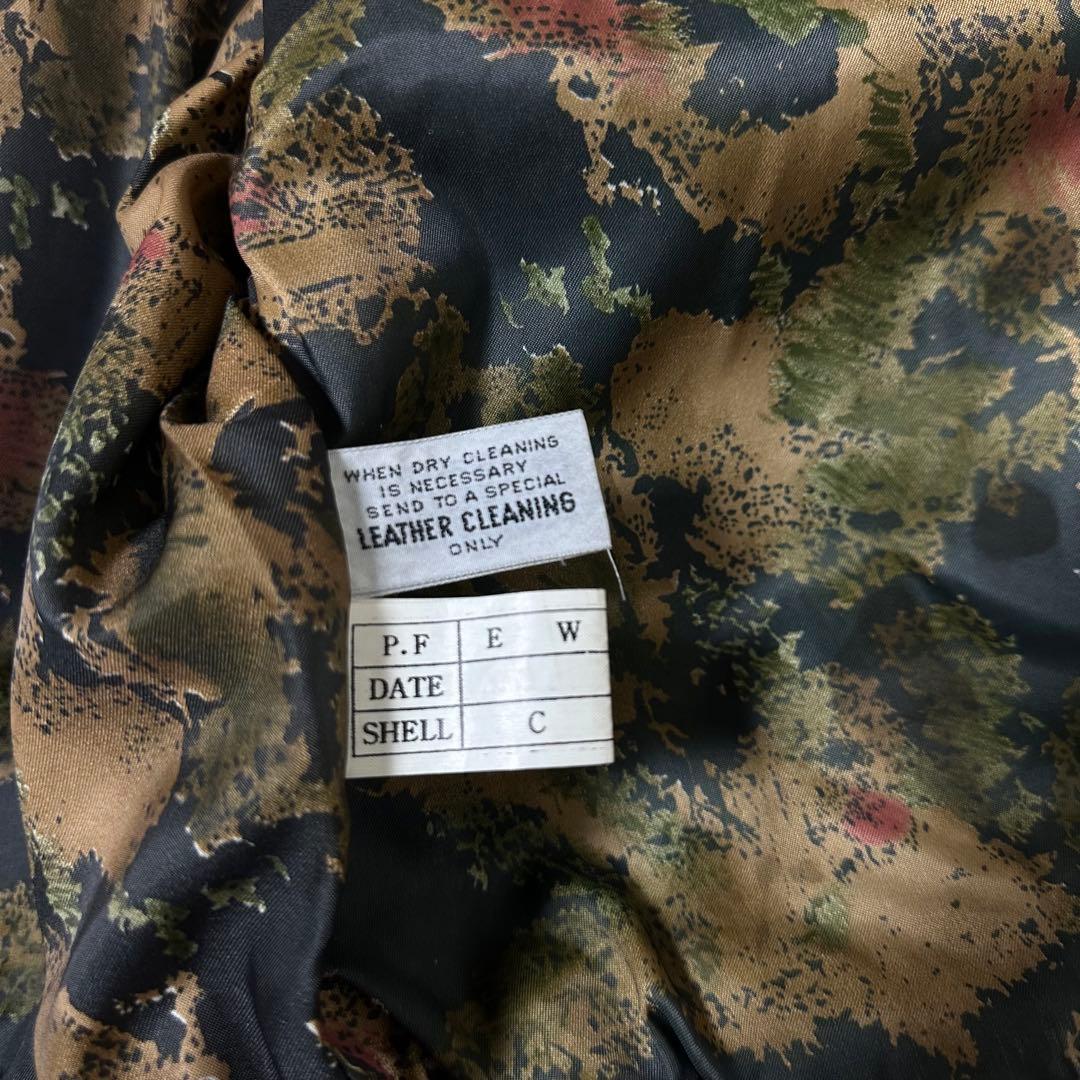 WHEN DRY CLEANING
IS NECESSARY
SEND TO A SPECIAL
LEATHER CLEANING
ONLY
P.F E W
DATE
SHELL C